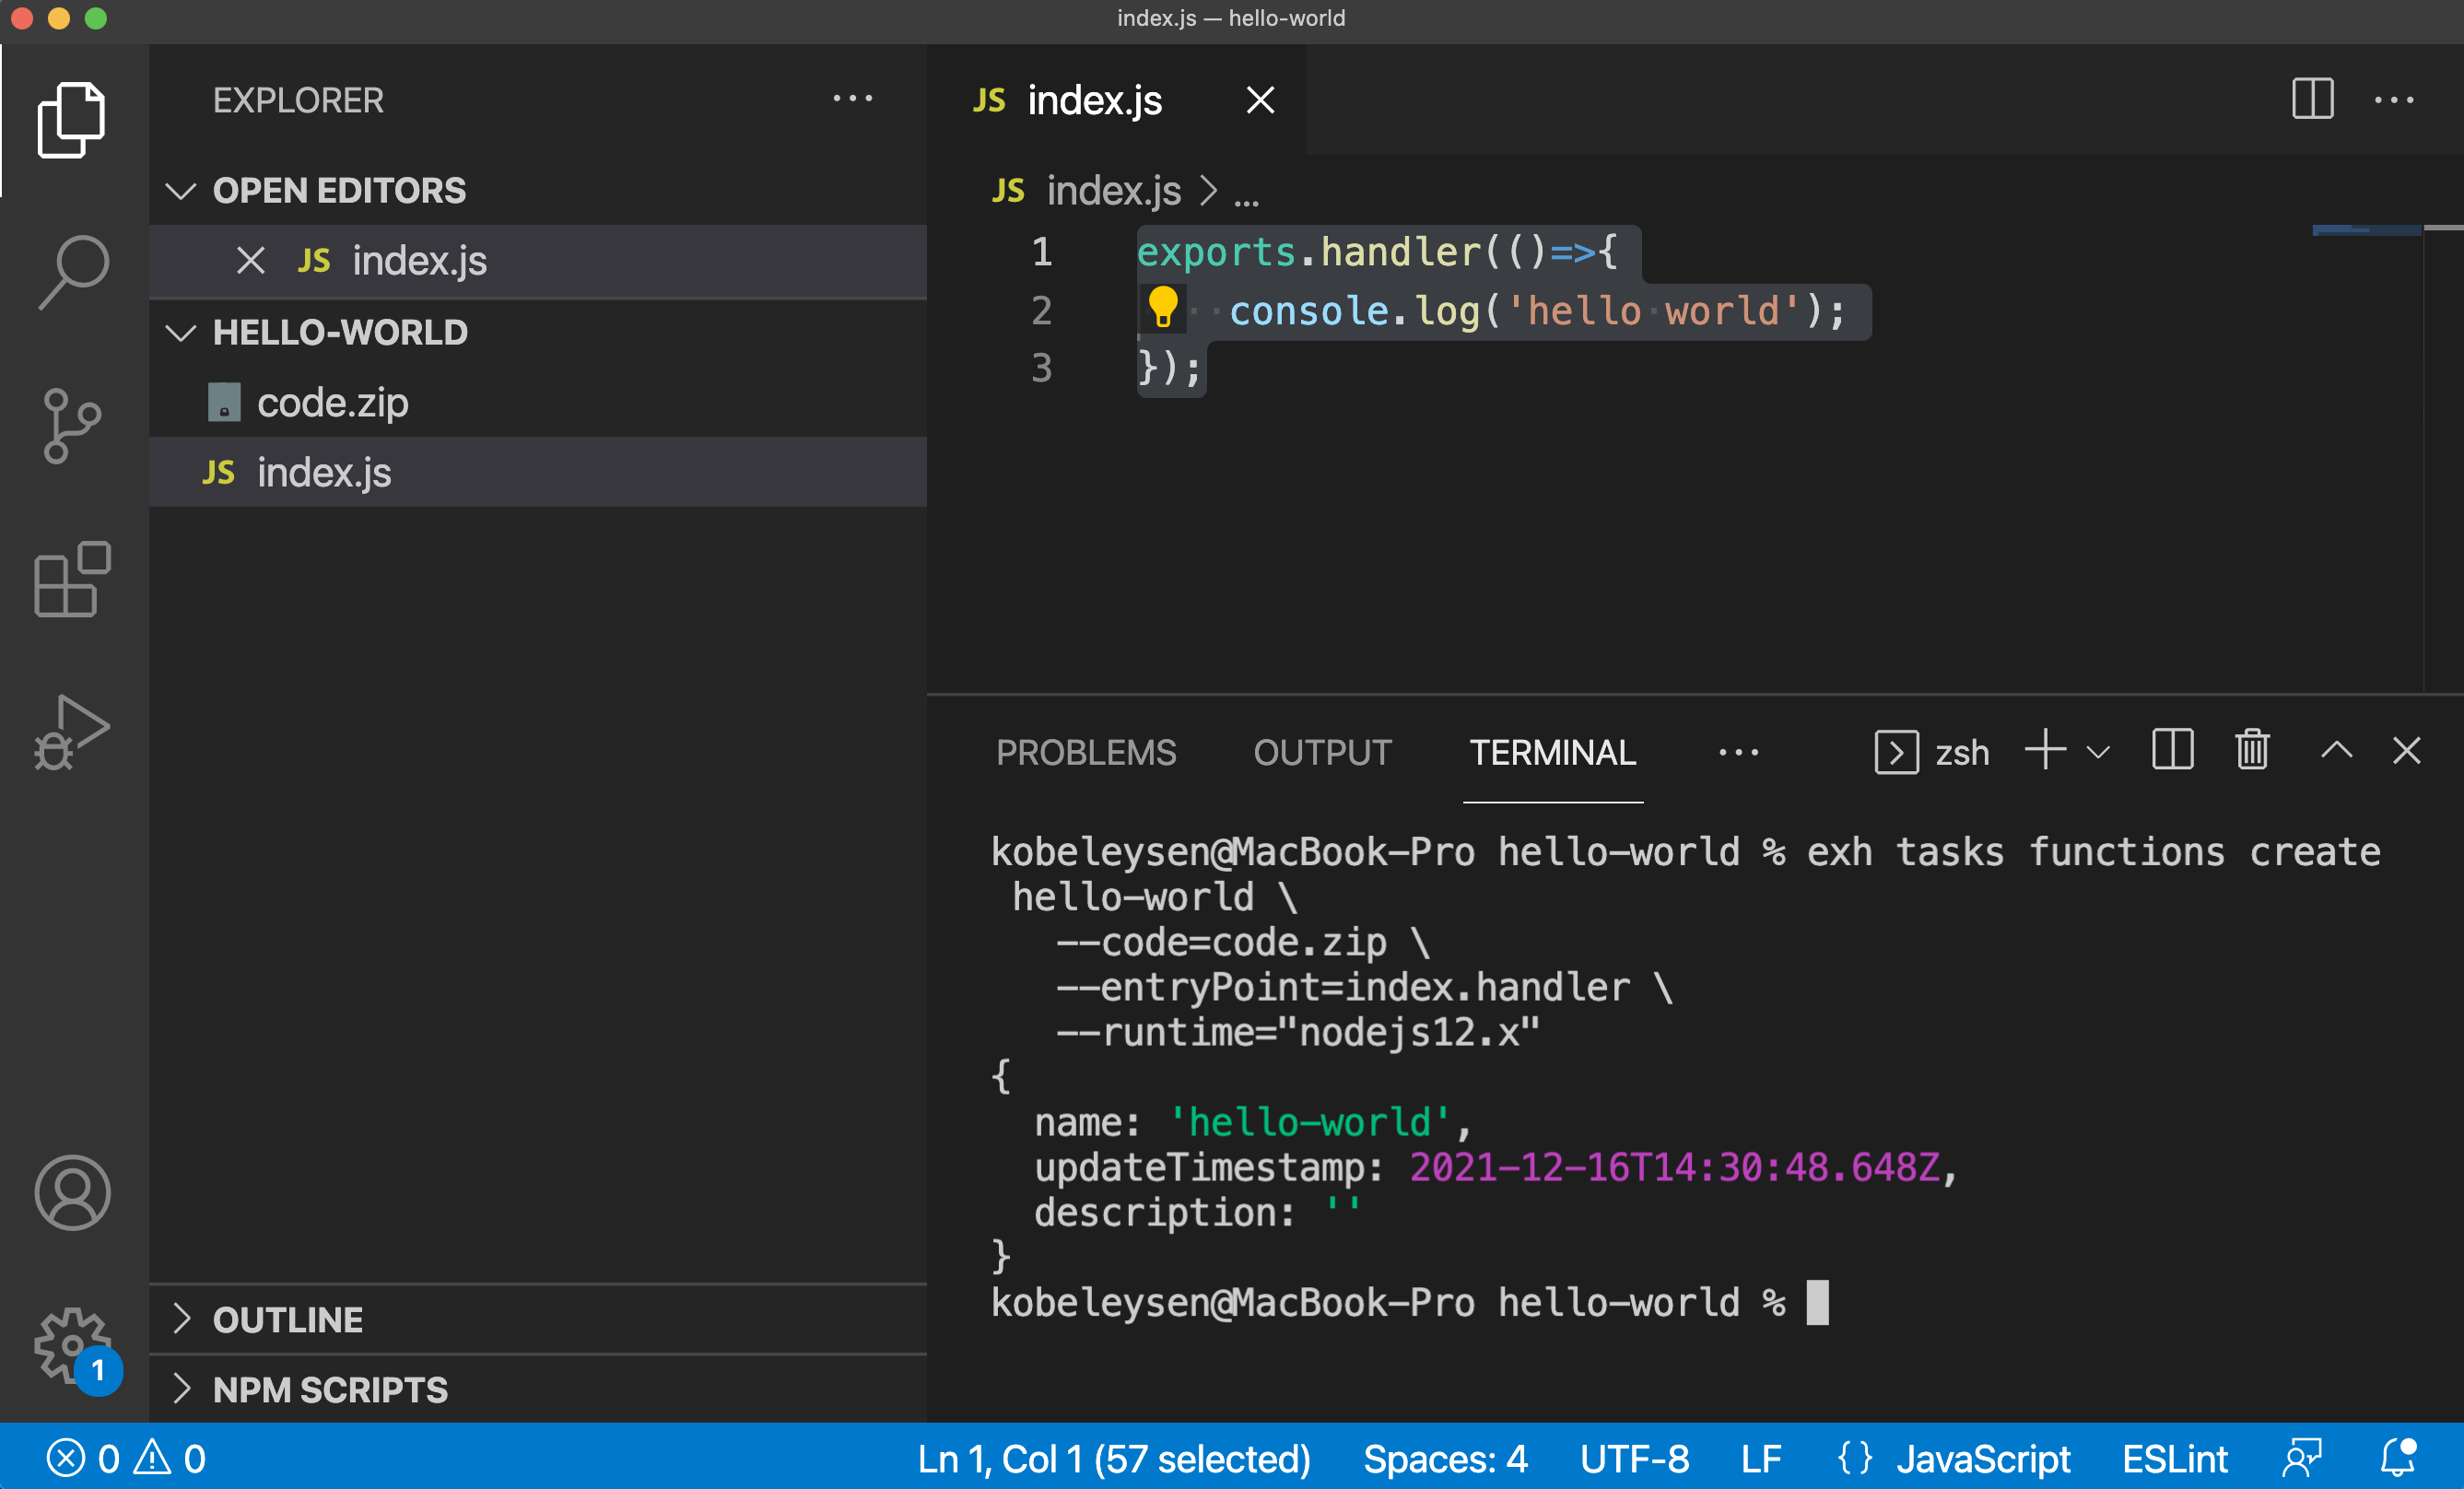 index.js — hello-world
EXPLORER
OPEN EDITORS
JS index.js
HELLO-WORLD
code.zip
JS index.js
OUTLINE
NPM SCRIPTS
1
JS index.js
JS index.js > ...
1 exports.handler(()=>{
2 console.log('hello world');
3 });
PROBLEMS OUTPUT TERMINAL zsh
kobeleysen@MacBook-Pro hello-world % exh tasks functions create
hello-world \
--code=code.zip \
--entryPoint=index.handler \
--runtime="nodejs12.x"
{
name: 'hello-world',
updateTimestamp: 2021-12-16T14:30:48.648Z,
description: ''
}
kobeleysen@MacBook-Pro hello-world %
0 0 Ln 1, Col 1 (57 selected) Spaces: 4 UTF-8 LF {} JavaScript ESLint